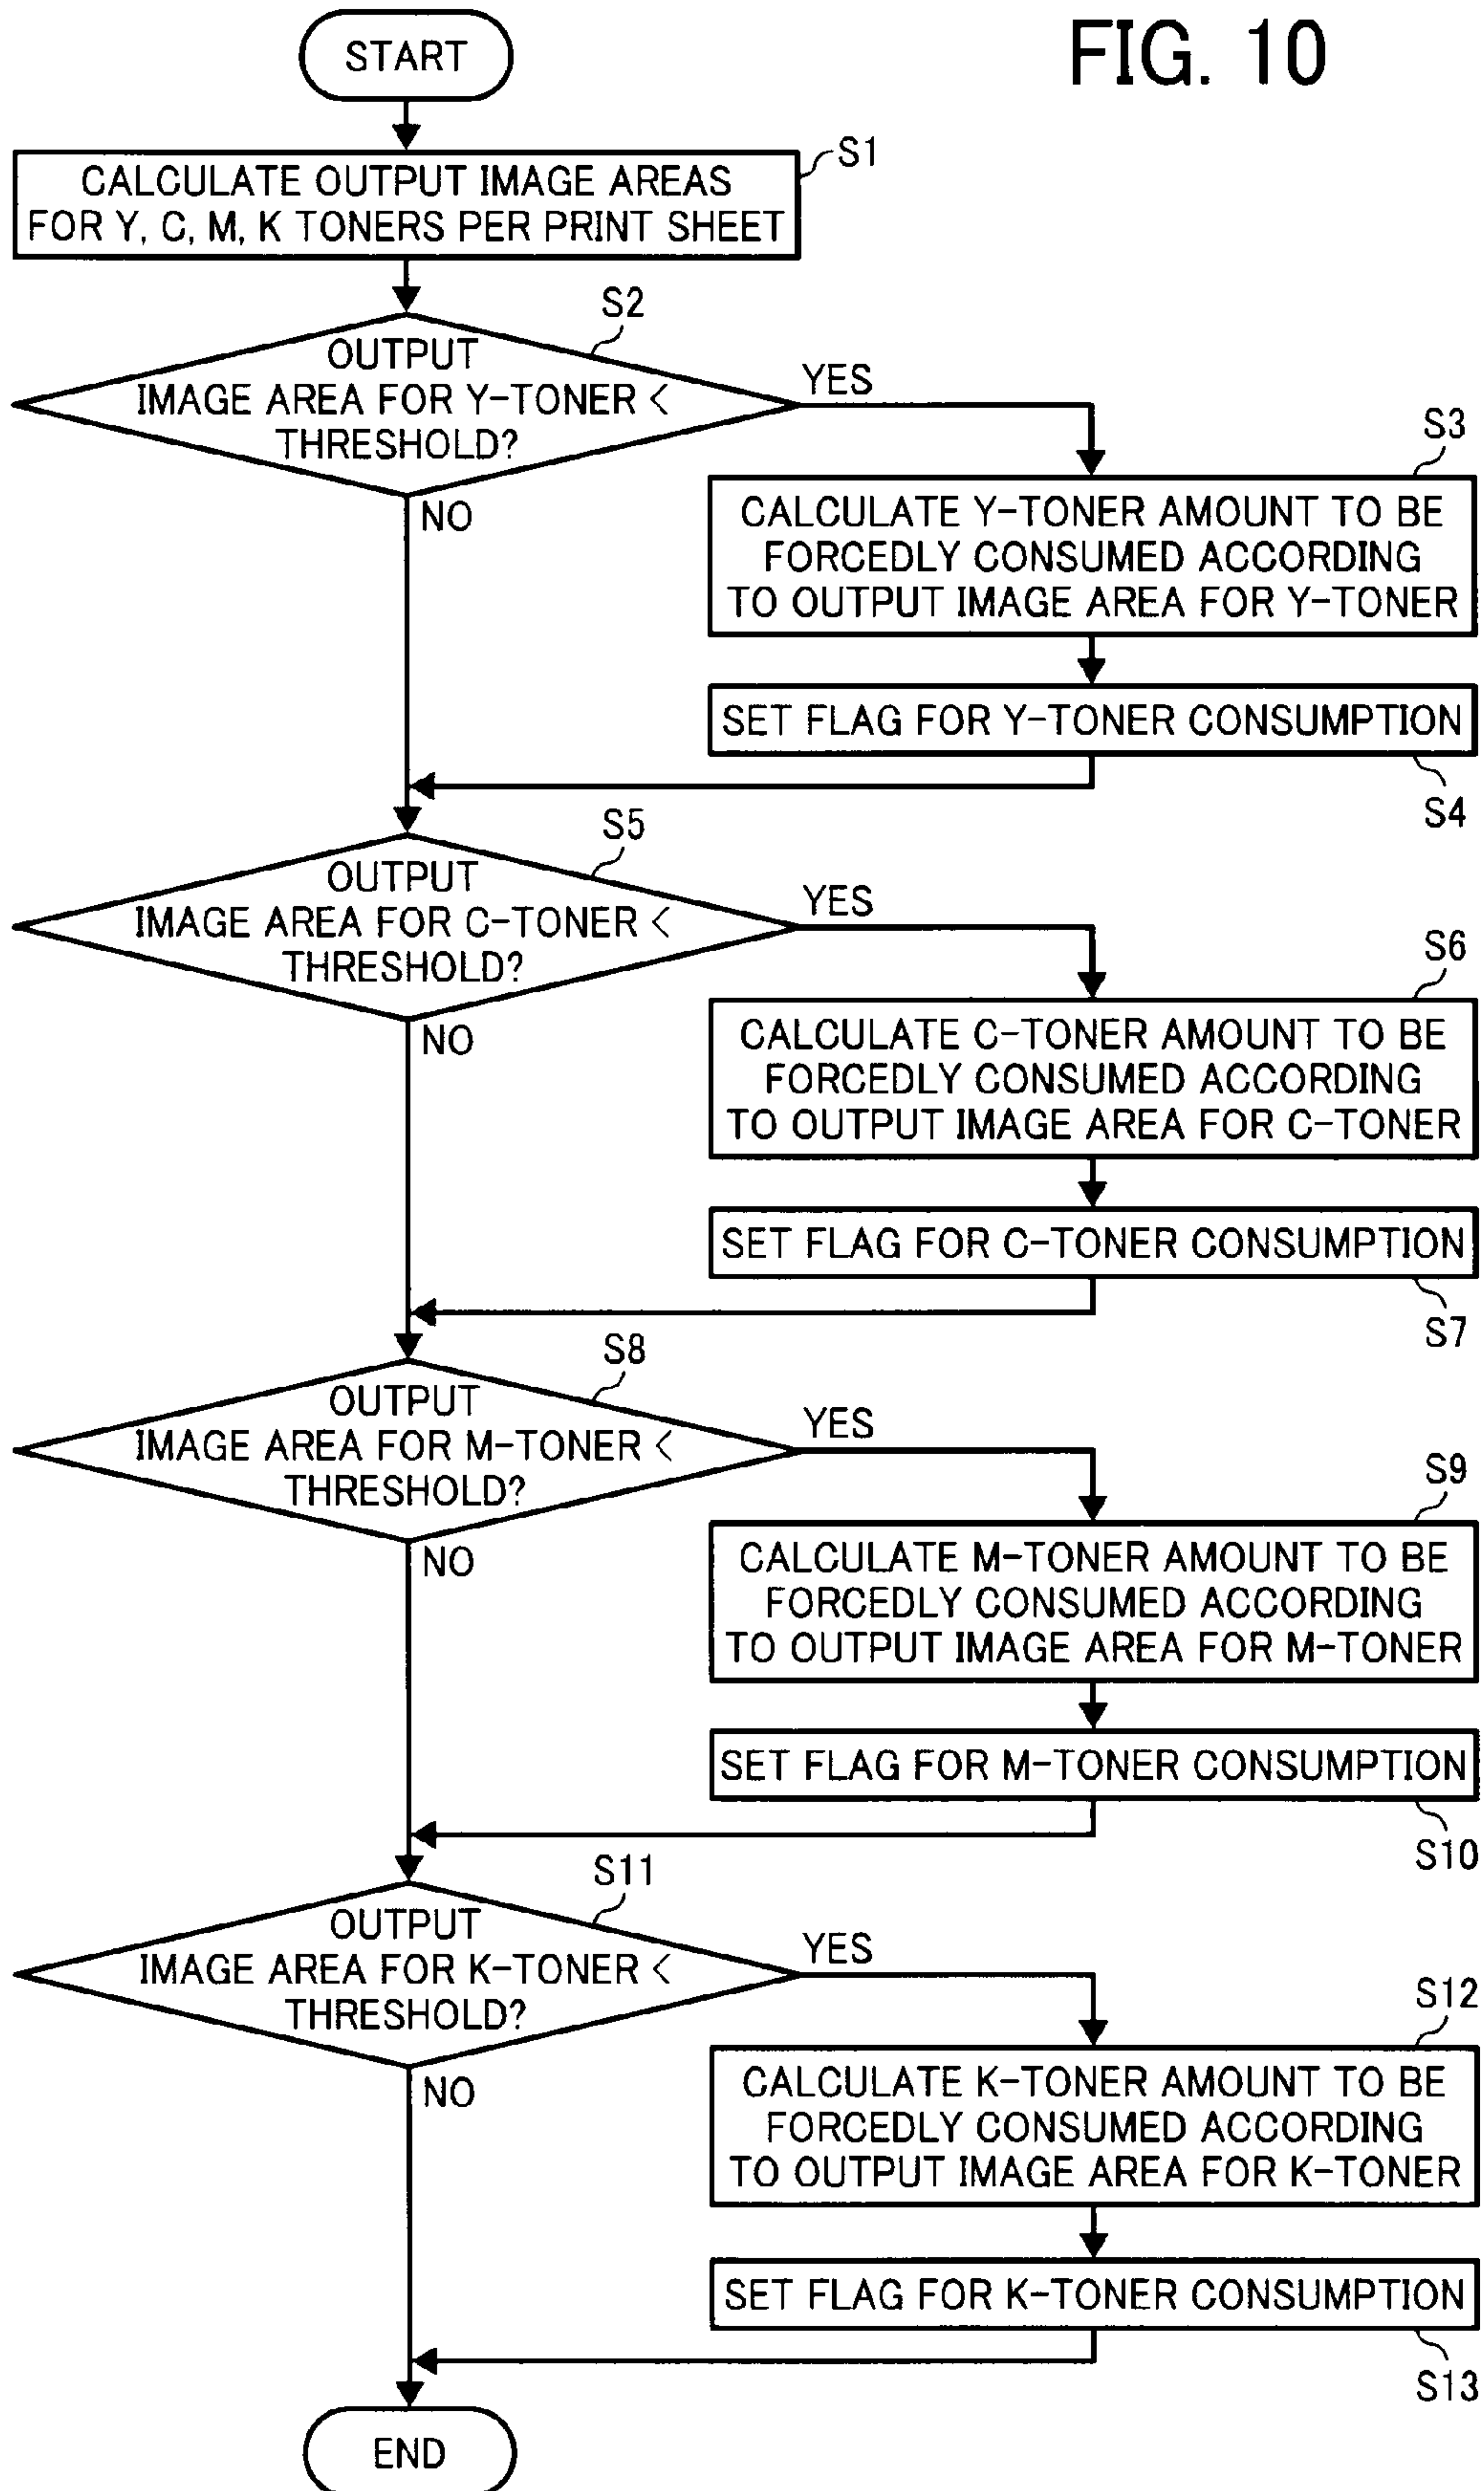 FIG. 10
START
S1
CALCULATE OUTPUT IMAGE AREAS
FOR Y, C, M, K TONERS PER PRINT SHEET
S2
OUTPUT
IMAGE AREA FOR Y-TONER <
THRESHOLD?
YES
NO
S3
CALCULATE Y-TONER AMOUNT TO BE
FORCEDLY CONSUMED ACCORDING
TO OUTPUT IMAGE AREA FOR Y-TONER
SET FLAG FOR Y-TONER CONSUMPTION
S4
S5
OUTPUT
IMAGE AREA FOR C-TONER <
THRESHOLD?
YES
NO
S6
CALCULATE C-TONER AMOUNT TO BE
FORCEDLY CONSUMED ACCORDING
TO OUTPUT IMAGE AREA FOR C-TONER
SET FLAG FOR C-TONER CONSUMPTION
S7
S8
OUTPUT
IMAGE AREA FOR M-TONER <
THRESHOLD?
YES
NO
S9
CALCULATE M-TONER AMOUNT TO BE
FORCEDLY CONSUMED ACCORDING
TO OUTPUT IMAGE AREA FOR M-TONER
SET FLAG FOR M-TONER CONSUMPTION
S10
S11
OUTPUT
IMAGE AREA FOR K-TONER <
THRESHOLD?
YES
NO
S12
CALCULATE K-TONER AMOUNT TO BE
FORCEDLY CONSUMED ACCORDING
TO OUTPUT IMAGE AREA FOR K-TONER
SET FLAG FOR K-TONER CONSUMPTION
S13
END